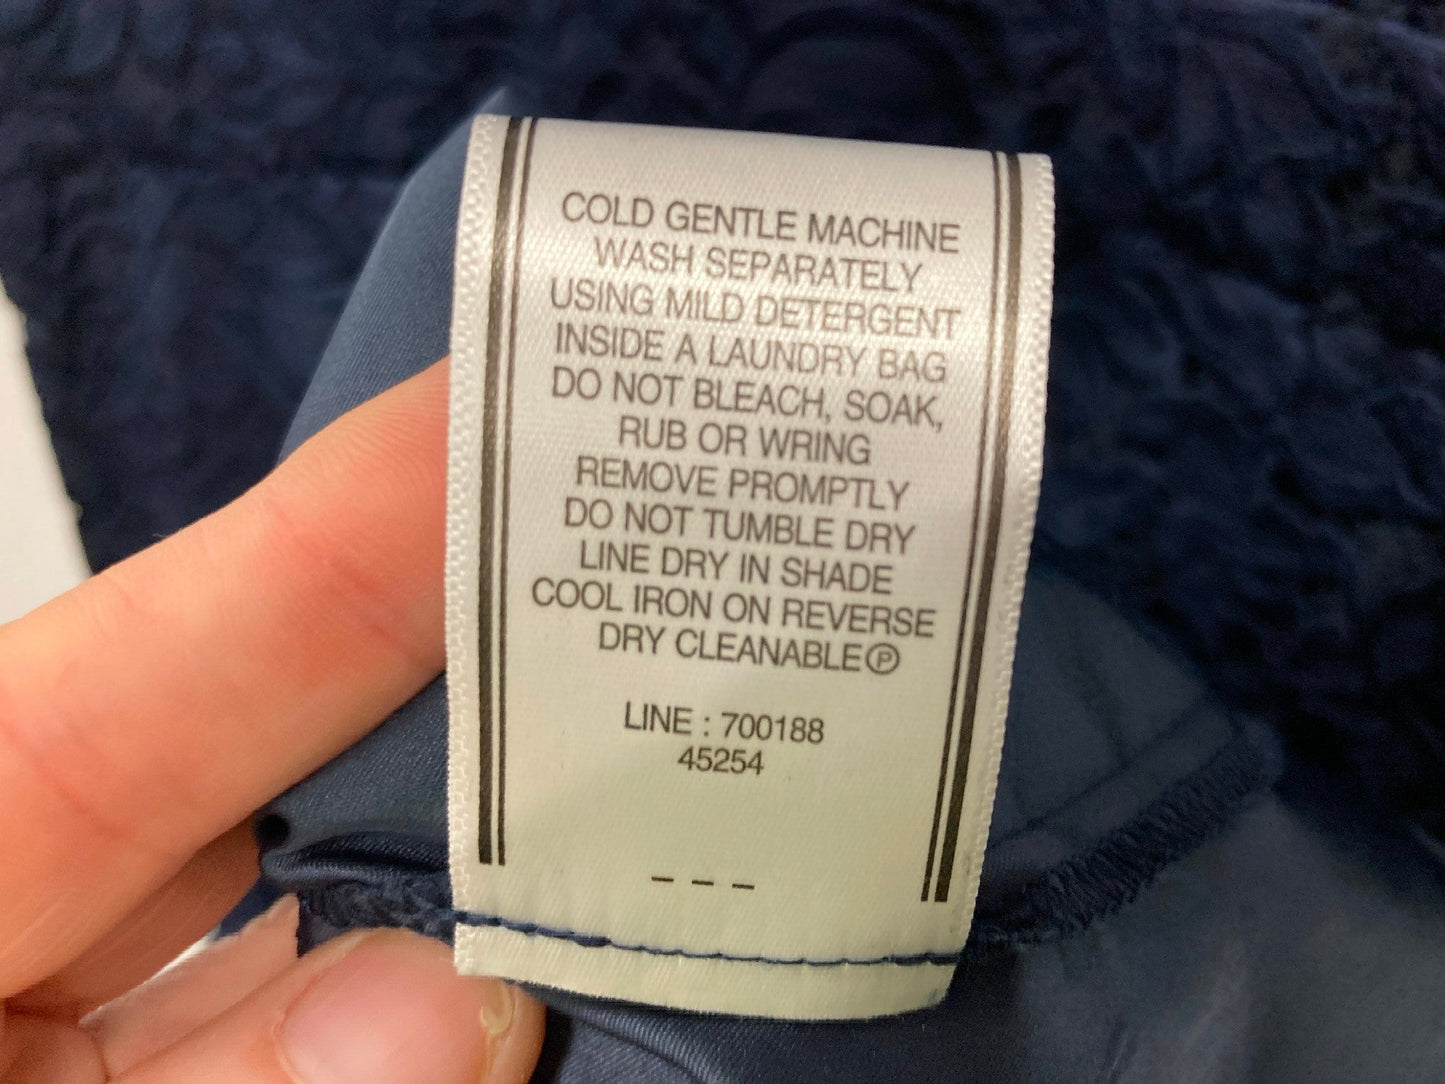 COLD GENTLE MACHINE
WASH SEPARATELY
USING MILD DETERGENT
INSIDE A LAUNDRY BAG
DO NOT BLEACH, SOAK,
RUB OR WRING
REMOVE PROMPTLY
DO NOT TUMBLE DRY
LINE DRY IN SHADE
COOL IRON ON REVERSE
DRY CLEANABLE Ⓟ
LINE : 700188
45254
– – –